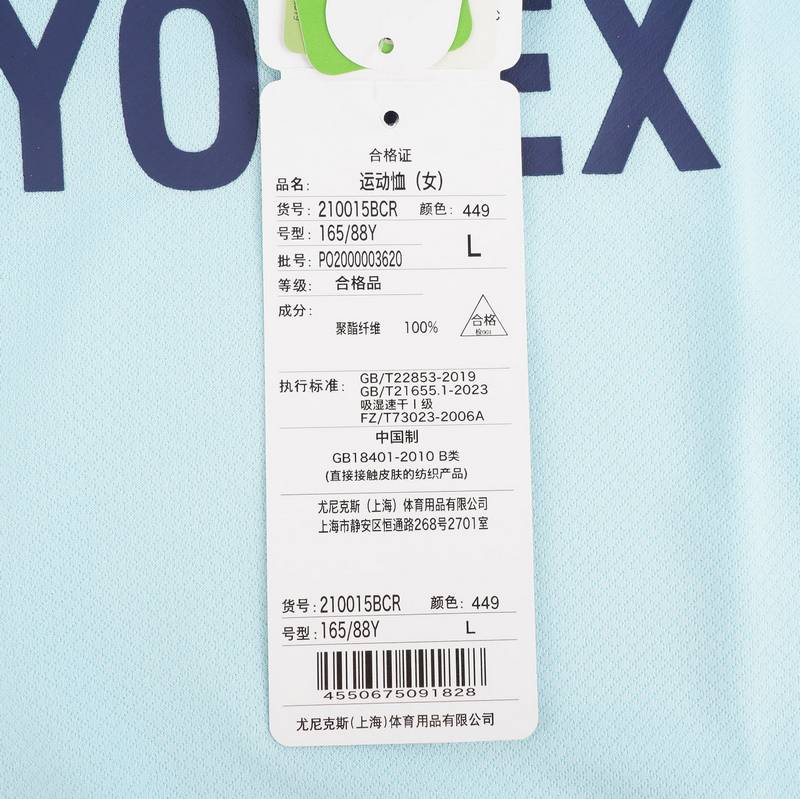 YO EX
合格证
品名: 运动恤（女）
货号: 210015BCR 颜色: 449
号型: 165/88Y L
批号: PO2000003620
等级: 合格品
成分:
聚酯纤维 100%
合格
检001
执行标准: GB/T22853-2019
GB/T21655.1-2023
吸湿速干Ⅰ级
FZ/T73023-2006A
中国制
GB18401-2010 B类
(直接接触皮肤的纺织产品)
尤尼克斯（上海）体育用品有限公司
上海市静安区恒通路268号2701室
货号: 210015BCR 颜色: 449
号型: 165/88Y L
4550675091828
尤尼克斯(上海)体育用品有限公司